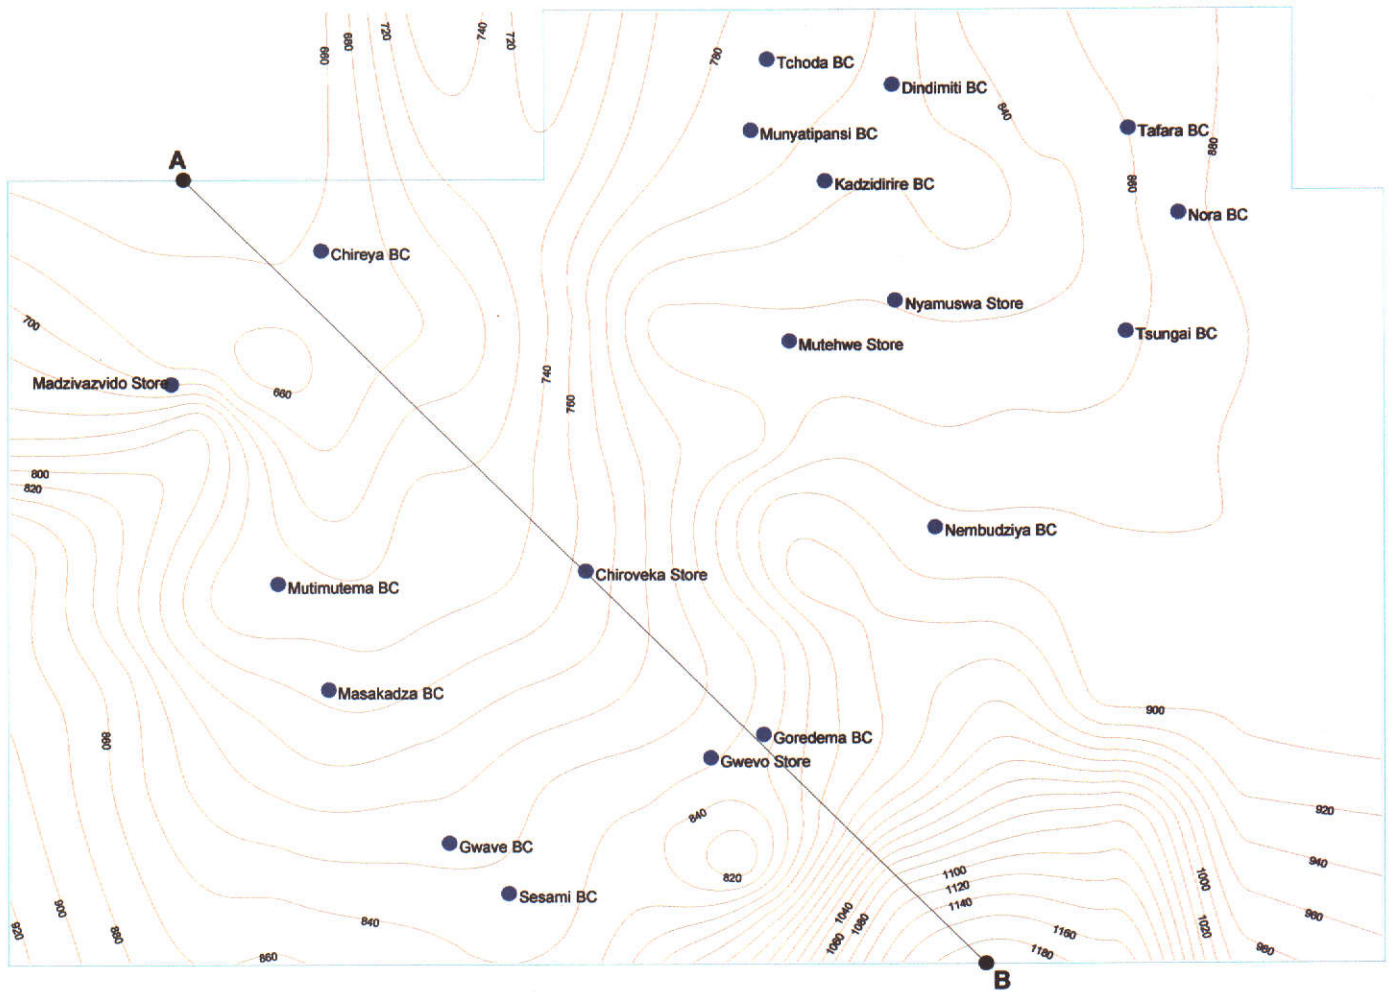 660
680
720
740
720
780
Tchoda BC
Dindimiti BC
840
Munyatipansi BC
Tafara BC
880
A
Kadzidirire BC
860
Nora BC
Chireya BC
Nyamuswa Store
700
Mutehwe Store
Tsungai BC
Madzivazvido Store
660
740
760
800
820
Nembudziya BC
Chiroveka Store
Mutimutema BC
Masakadza BC
900
860
Goredema BC
Gwevo Store
920
840
Gwave BC
940
820
1100
1120
1140
1000
Sesami BC
900
880
920
840
1040
1060
1080
960
1020
1160
1180
980
860
B